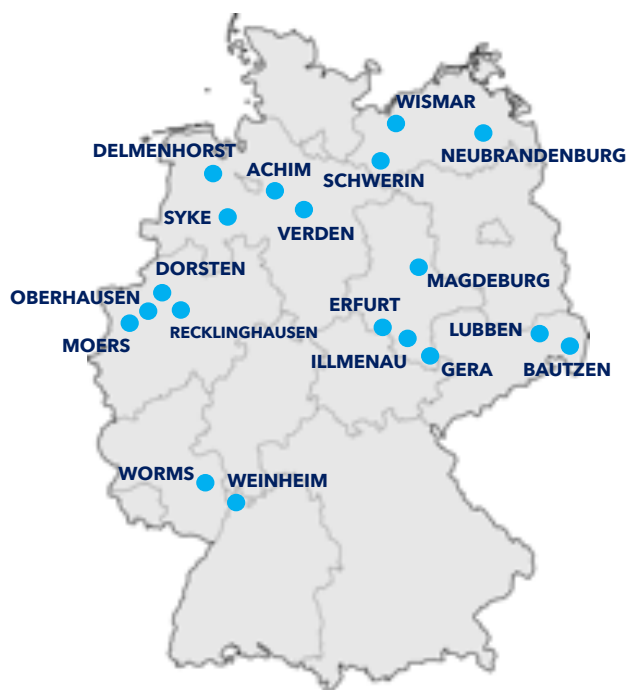 WISMAR
DELMENHORST
NEUBRANDENBURG
ACHIM
SCHWERIN
SYKE
VERDEN
DORSTEN
MAGDEBURG
OBERHAUSEN
ERFURT
RECKLINGHAUSEN
LUBBEN
MOERS
ILLMENAU
GERA
BAUTZEN
WORMS
WEINHEIM